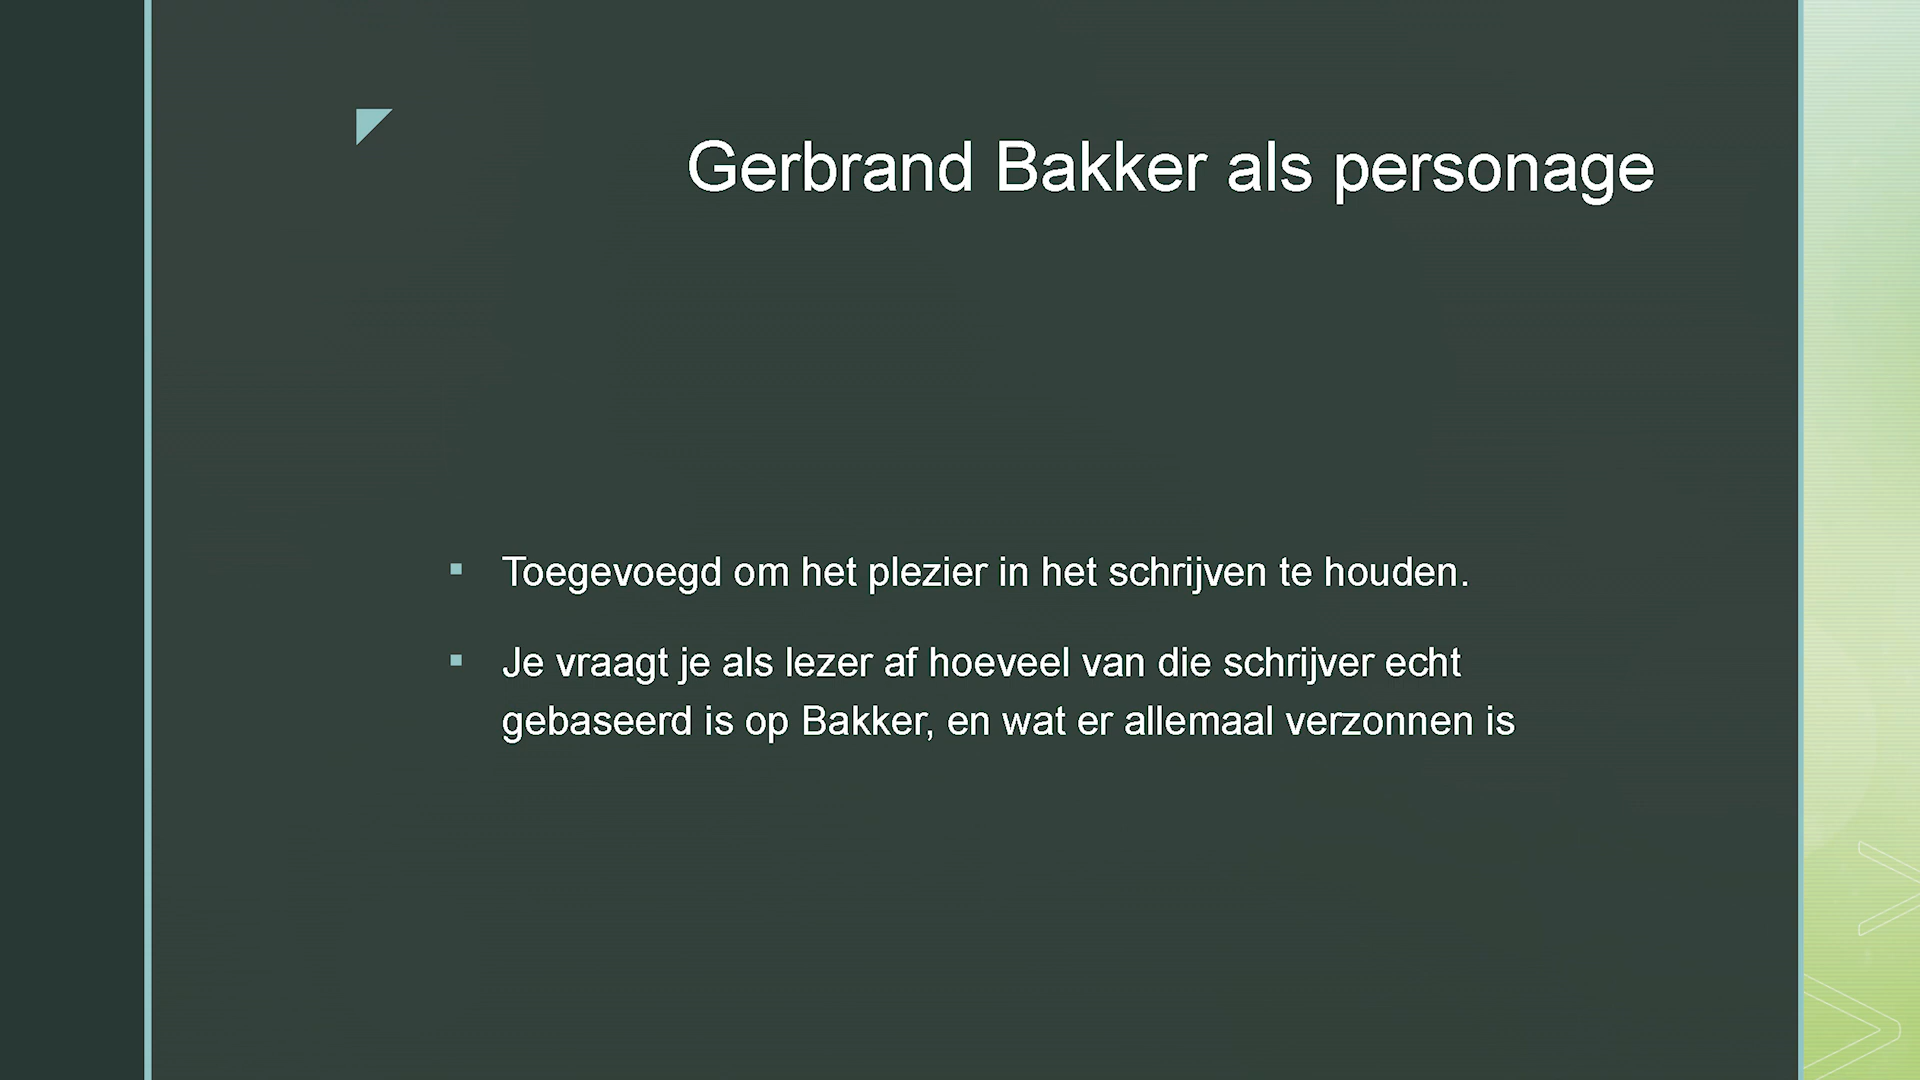 Gerbrand Bakker als personage
Toegevoegd om het plezier in het schrijven te houden.
Je vraagt je als lezer af hoeveel van die schrijver echt
gebaseerd is op Bakker, en wat er allemaal verzonnen is